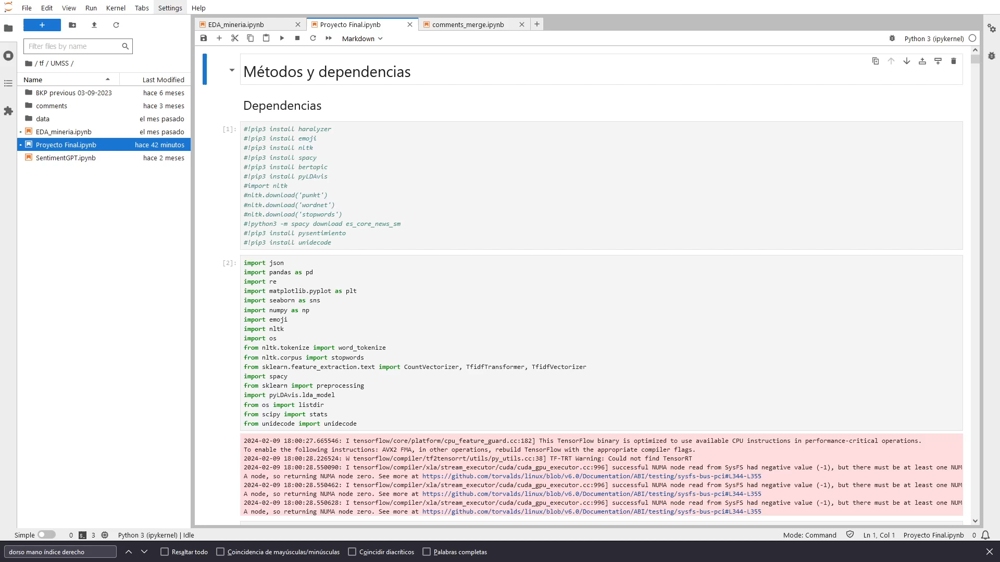 File Edit View Run Kernel Tabs Settings Help
Filter files by name
/ tf / UMSS /
Name Last Modified
BKP previous 03-09-2023 hace 6 meses
comments hace 3 meses
data el mes pasado
EDA_mineria.ipynb el mes pasado
Proyecto Final.ipynb hace 42 minutos
SentimentGPT.ipynb hace 2 meses
EDA_mineria.ipynb Proyecto Final.ipynb comments_merge.ipynb
Markdown Python 3 (ipykernel)
Métodos y dependencias
Dependencias
[1]: #!pip3 install haralyzer
#!pip3 install emoji
#!pip3 install nltk
#!pip3 install spacy
#!pip3 install bertopic
#!pip3 install pyLDAvis
#import nltk
#nltk.download('punkt')
#nltk.download('wordnet')
#nltk.download('stopwords')
#!python3 -m spacy download es_core_news_sm
#!pip3 install pysentimiento
#!pip3 install unidecode
[2]: import json
import pandas as pd
import re
import matplotlib.pyplot as plt
import seaborn as sns
import numpy as np
import emoji
import nltk
import os
from nltk.tokenize import word_tokenize
from nltk.corpus import stopwords
from sklearn.feature_extraction.text import CountVectorizer, TfidfTransformer, TfidfVectorizer
import spacy
from sklearn import preprocessing
import pyLDAvis.lda_model
from os import listdir
from scipy import stats
from unidecode import unidecode
2024-02-09 18:00:27.665546: I tensorflow/core/platform/cpu_feature_guard.cc:182] This TensorFlow binary is optimized to use available CPU instructions in performance-critical operations.
To enable the following instructions: AVX2 FMA, in other operations, rebuild TensorFlow with the appropriate compiler flags.
2024-02-09 18:00:28.226524: W tensorflow/compiler/tf2tensorrt/utils/py_utils.cc:38] TF-TRT Warning: Could not find TensorRT
2024-02-09 18:00:28.550090: I tensorflow/compiler/xla/stream_executor/cuda/cuda_gpu_executor.cc:996] successful NUMA node read from SysFS had negative value (-1), but there must be at least one NUM
A node, so returning NUMA node zero. See more at https://github.com/torvalds/linux/blob/v6.0/Documentation/ABI/testing/sysfs-bus-pci#L344-L355
2024-02-09 18:00:28.550462: I tensorflow/compiler/xla/stream_executor/cuda/cuda_gpu_executor.cc:996] successful NUMA node read from SysFS had negative value (-1), but there must be at least one NUM
A node, so returning NUMA node zero. See more at https://github.com/torvalds/linux/blob/v6.0/Documentation/ABI/testing/sysfs-bus-pci#L344-L355
2024-02-09 18:00:28.550628: I tensorflow/compiler/xla/stream_executor/cuda/cuda_gpu_executor.cc:996] successful NUMA node read from SysFS had negative value (-1), but there must be at least one NUM
A node, so returning NUMA node zero. See more at https://github.com/torvalds/linux/blob/v6.0/Documentation/ABI/testing/sysfs-bus-pci#L344-L355
Simple 0 3 Python 3 (ipykernel) | Idle Mode: Command Ln 1, Col 1 Proyecto Final.ipynb 0
dorso mano índice derecho Resaltar todo Coincidencia de mayúsculas/minúsculas Coincidir diacríticos Palabras completas